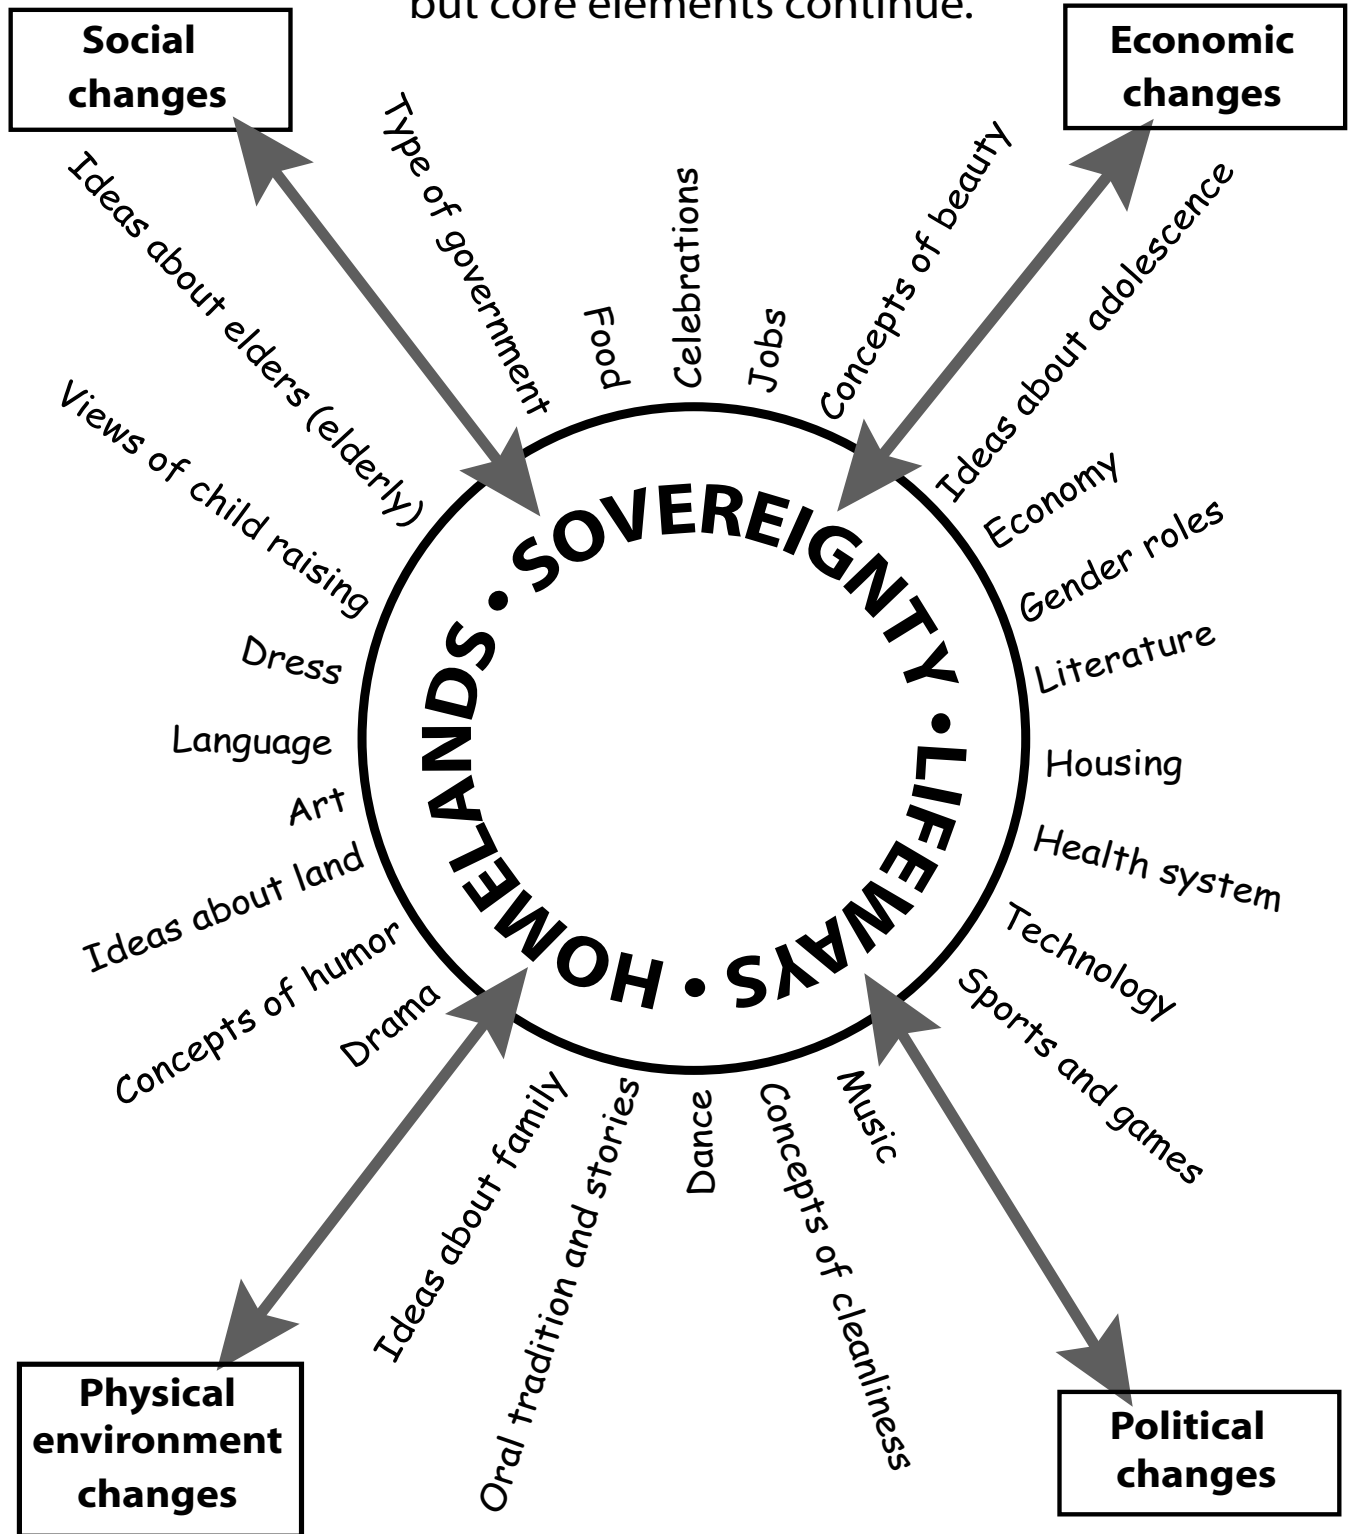 but core elements continue.
Social
changes
Economic
changes
Type of government
Food
Celebrations
Jobs
Concepts of beauty
Ideas about adolescence
Economy
Gender roles
Literature
Housing
Health system
Technology
Sports and games
Music
Concepts of cleanliness
Dance
Oral tradition and stories
Ideas about family
Drama
Concepts of humor
Ideas about land
Art
Language
Dress
Views of child raising
Ideas about elders (elderly)
SOVEREIGNTY • LIFEWAYS • HOMELANDS •
Physical
environment
changes
Political
changes